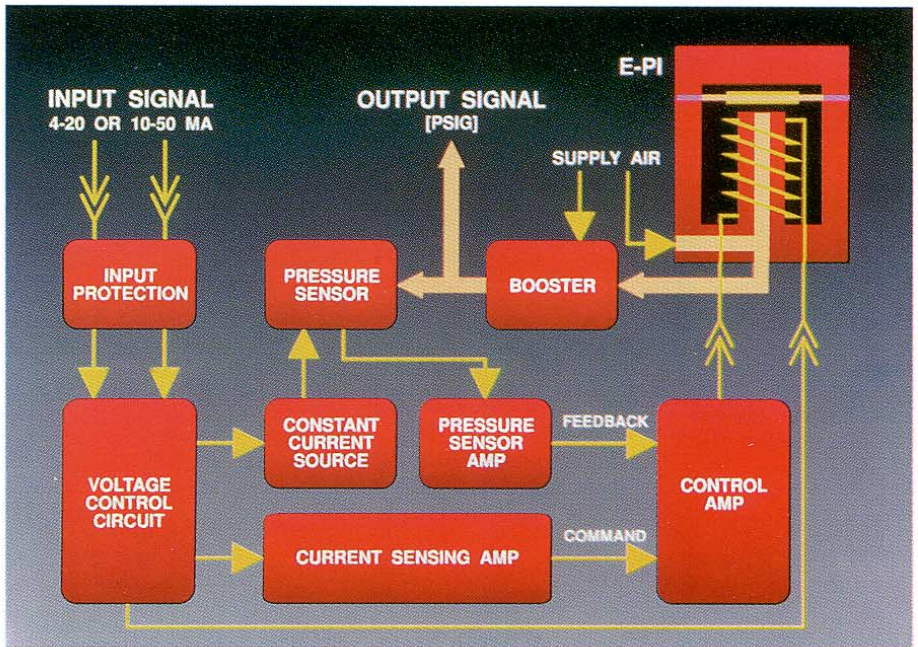 E-PI
INPUT SIGNAL
4-20 OR 10-50 MA
OUTPUT SIGNAL
[PSIG]
SUPPLY AIR
INPUT
PROTECTION
PRESSURE
SENSOR
BOOSTER
VOLTAGE
CONTROL
CIRCUIT
CONSTANT
CURRENT
SOURCE
PRESSURE
SENSOR
AMP
FEEDBACK
CONTROL
AMP
CURRENT SENSING AMP
COMMAND